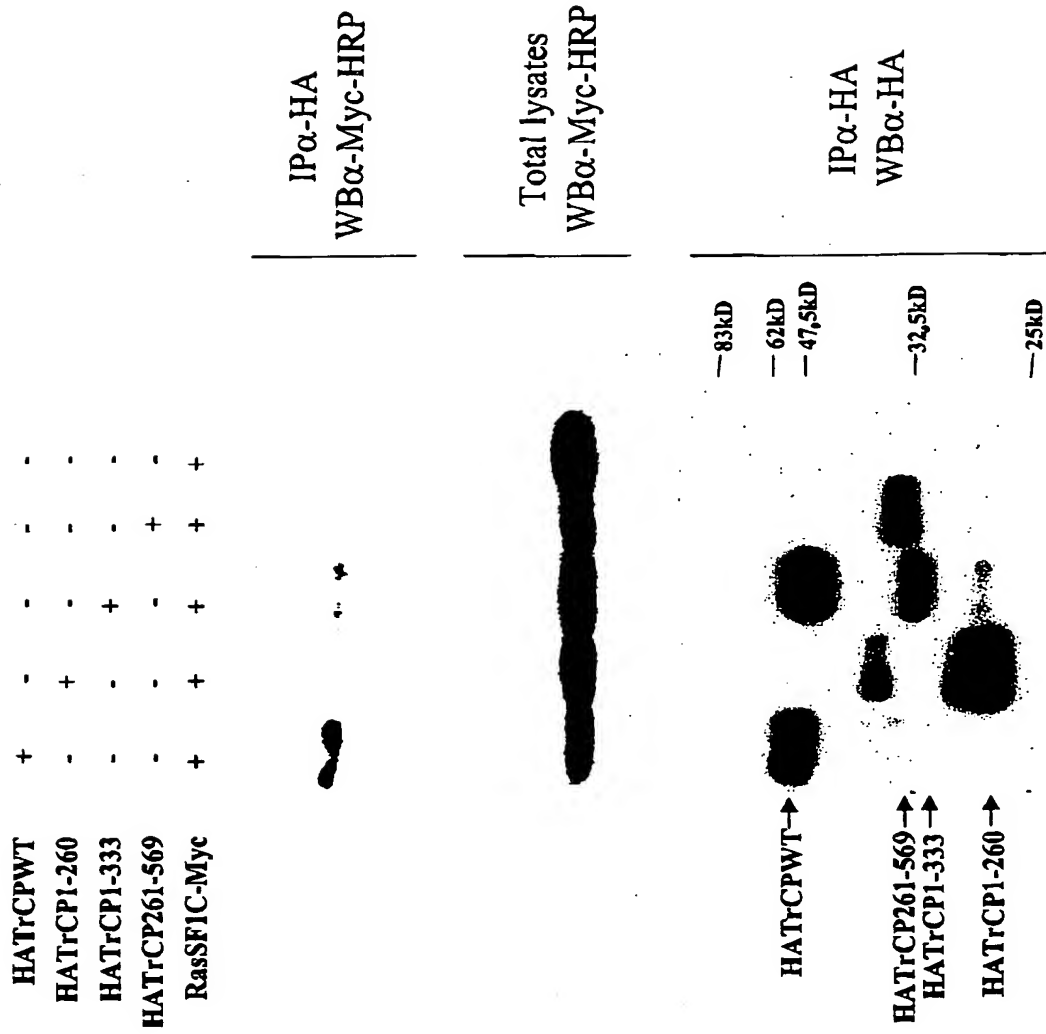 HATrCPWT + - - - -
HATrCP1-260 - + - - -
HATrCP1-333 - - + - -
HATrCP261-569 - - - + -
RasSF1C-Myc + + + + +
IPα-HA
WBα-Myc-HRP
Total lysates
WBα-Myc-HRP
IPα-HA
WBα-HA
–83kD
–62kD
–47,5kD
–32,5kD
–25kD
HATrCPWT→
HATrCP261-569→
HATrCP1-333→
HATrCP1-260→